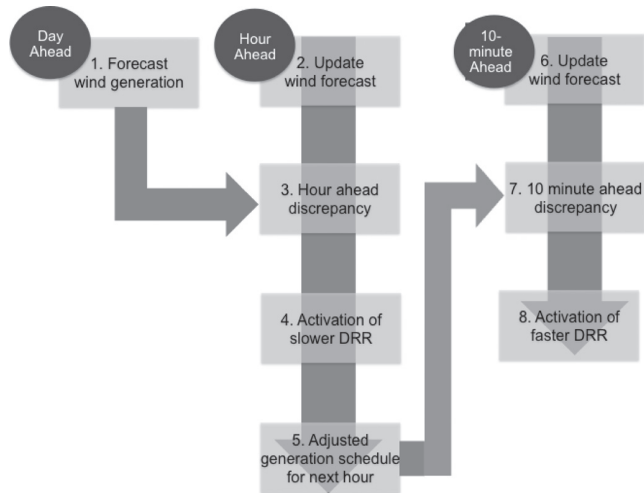 Day
Ahead
1. Forecast
wind generation
Hour
Ahead
2. Update
wind forecast
3. Hour ahead
discrepancy
4. Activation of
slower DRR
5. Adjusted
generation schedule
for next hour
10-
minute
Ahead
6. Update
wind forecast
7. 10 minute ahead
discrepancy
8. Activation of
faster DRR